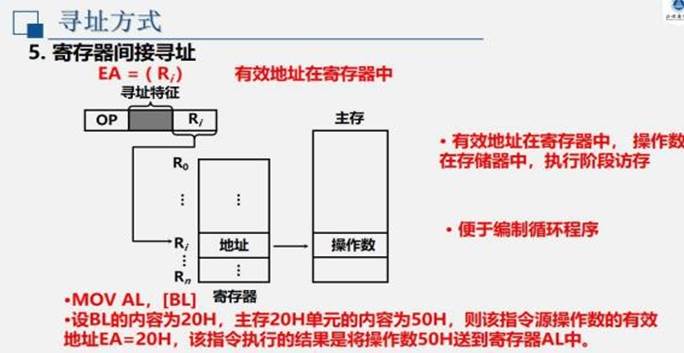 寻址方式
5. 寄存器间接寻址
EA = ( Ri ) 有效地址在寄存器中
寻址特征
OP Ri
主存
R0
⋮ ⋮
Ri 地址 操作数
⋮ ⋮
Rn
寄存器
• 有效地址在寄存器中， 操作数
在存储器中，执行阶段访存
• 便于编制循环程序
•MOV AL，[BL]
•设BL的内容为20H，主存20H单元的内容为50H，则该指令源操作数的有效
地址EA=20H，该指令执行的结果是将操作数50H送到寄存器AL中。